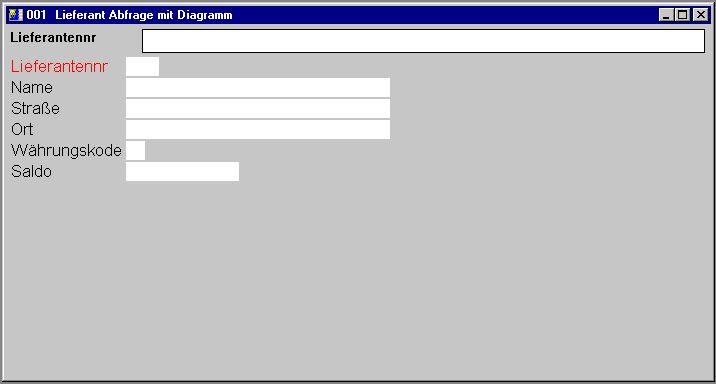 001 Lieferant Abfrage mit Diagramm
Lieferantennr
Lieferantennr
Name
Straße
Ort
Währungskode
Saldo